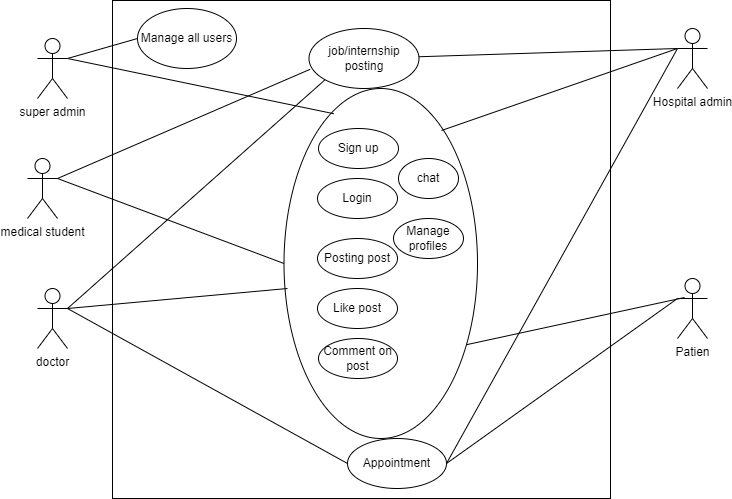 Manage all users
job/internship
posting
super admin
Hospital admin
Sign up
chat
Login
medical student
Manage
profiles
Posting post
Like post
doctor
Comment on
post
Patien
Appointment